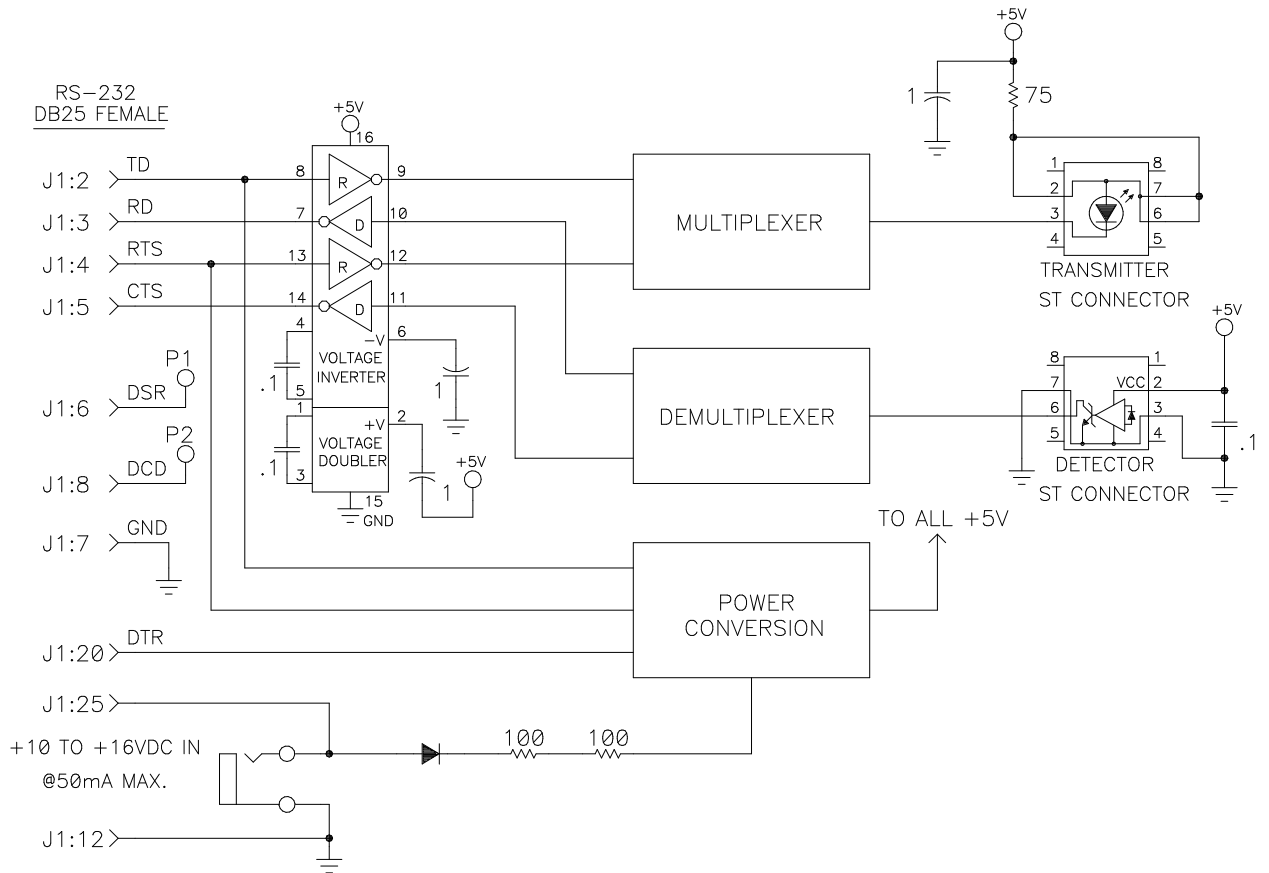 RS-232
DB25 FEMALE
J1:2
TD
J1:3
RD
J1:4
RTS
J1:5
CTS
J1:6
DSR
P1
J1:8
DCD
P2
J1:7
GND
J1:20
DTR
J1:25
+10 TO +16VDC IN
@50mA MAX.
J1:12
+5V
16
8
R
9
7
D
10
13
R
12
14
D
11
4
-V
6
VOLTAGE
INVERTER
.1
1
5
1
+V
2
VOLTAGE
DOUBLER
.1
3
1
+5V
15
GND
100
100
MULTIPLEXER
DEMULTIPLEXER
POWER
CONVERSION
TO ALL +5V
+5V
1
75
1
8
2
7
3
6
4
5
TRANSMITTER
ST CONNECTOR
+5V
8
1
7
VCC
2
6
3
5
4
.1
DETECTOR
ST CONNECTOR